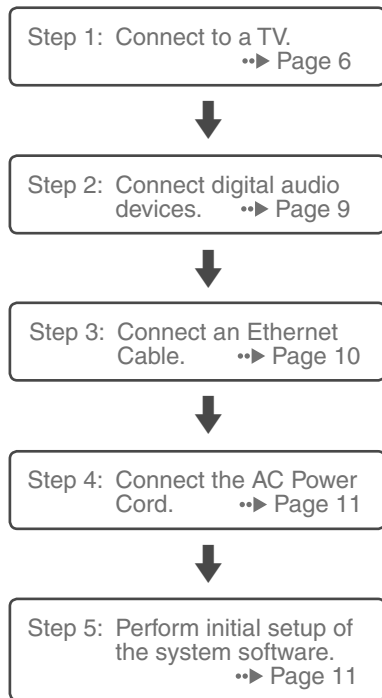 Step 1: Connect to a TV.
••▶ Page 6
Step 2: Connect digital audio
devices. ••▶ Page 9
Step 3: Connect an Ethernet
Cable. ••▶ Page 10
Step 4: Connect the AC Power
Cord. ••▶ Page 11
Step 5: Perform initial setup of
the system software.
••▶ Page 11